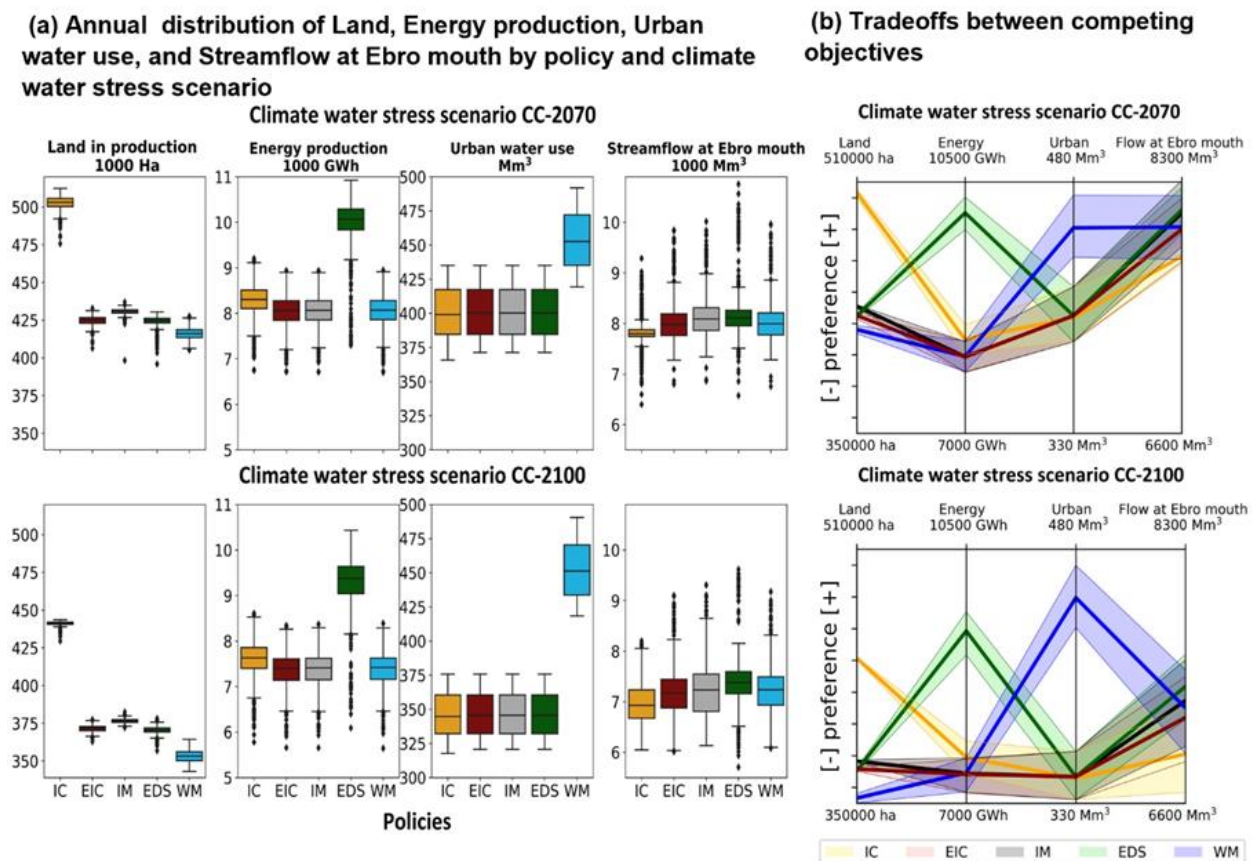 (a) Annual distribution of Land, Energy production, Urban
water use, and Streamflow at Ebro mouth by policy and climate
water stress scenario
Climate water stress scenario CC-2070
Land in production
1000 Ha
Energy production
1000 GWh
Urban water use
Mm³
Streamflow at Ebro mouth
1000 Mm³
500
475
450
425
400
375
350
11
10
9
8
7
6
5
500
475
450
425
400
375
350
325
300
10
9
8
7
6
Climate water stress scenario CC-2100
500
475
450
425
400
375
350
11
10
9
8
7
6
5
500
475
450
425
400
375
350
325
300
10
9
8
7
6
IC EIC IM EDS WM
IC EIC IM EDS WM
IC EIC IM EDS WM
IC EIC IM EDS WM
Policies
(b) Tradeoffs between competing
objectives
Climate water stress scenario CC-2070
Land
510000 ha
Energy
10500 GWh
Urban
480 Mm³
Flow at Ebro mouth
8300 Mm³
[-] preference [+]
350000 ha
7000 GWh
330 Mm³
6600 Mm³
Climate water stress scenario CC-2100
Land
510000 ha
Energy
10500 GWh
Urban
480 Mm³
Flow at Ebro mouth
8300 Mm³
[-] preference [+]
350000 ha
7000 GWh
330 Mm³
6600 Mm³
IC EIC IM EDS WM